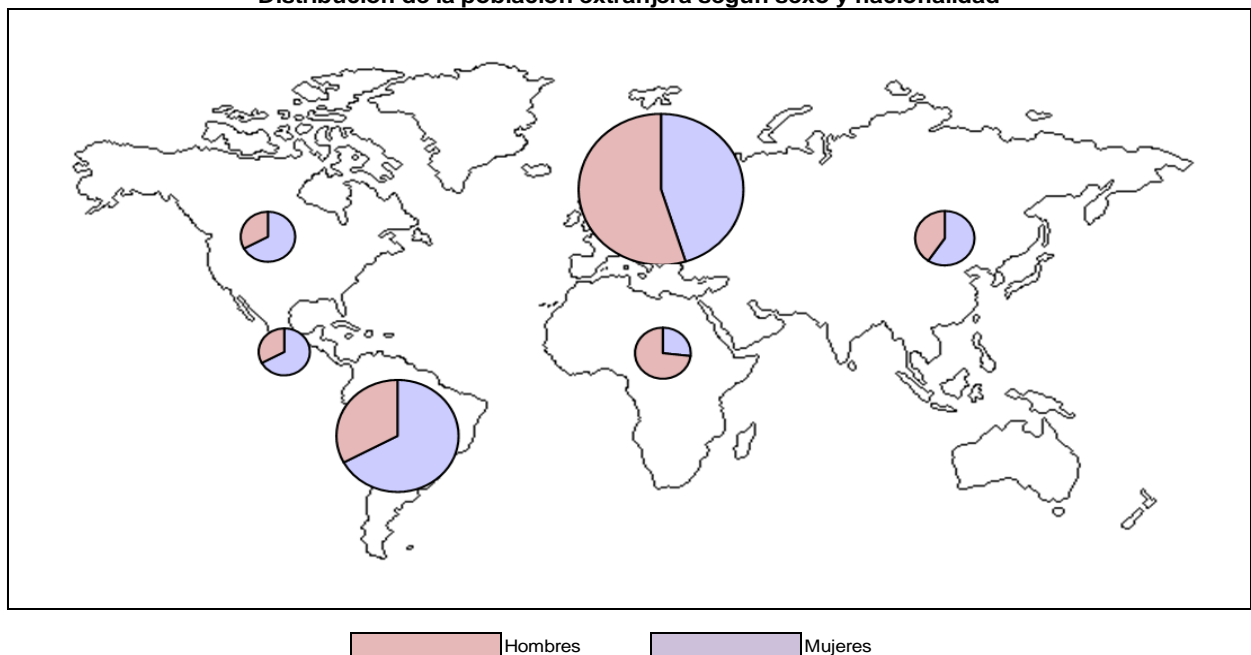 Distribución de la población extranjera según sexo y nacionalidad
Hombres
Mujeres